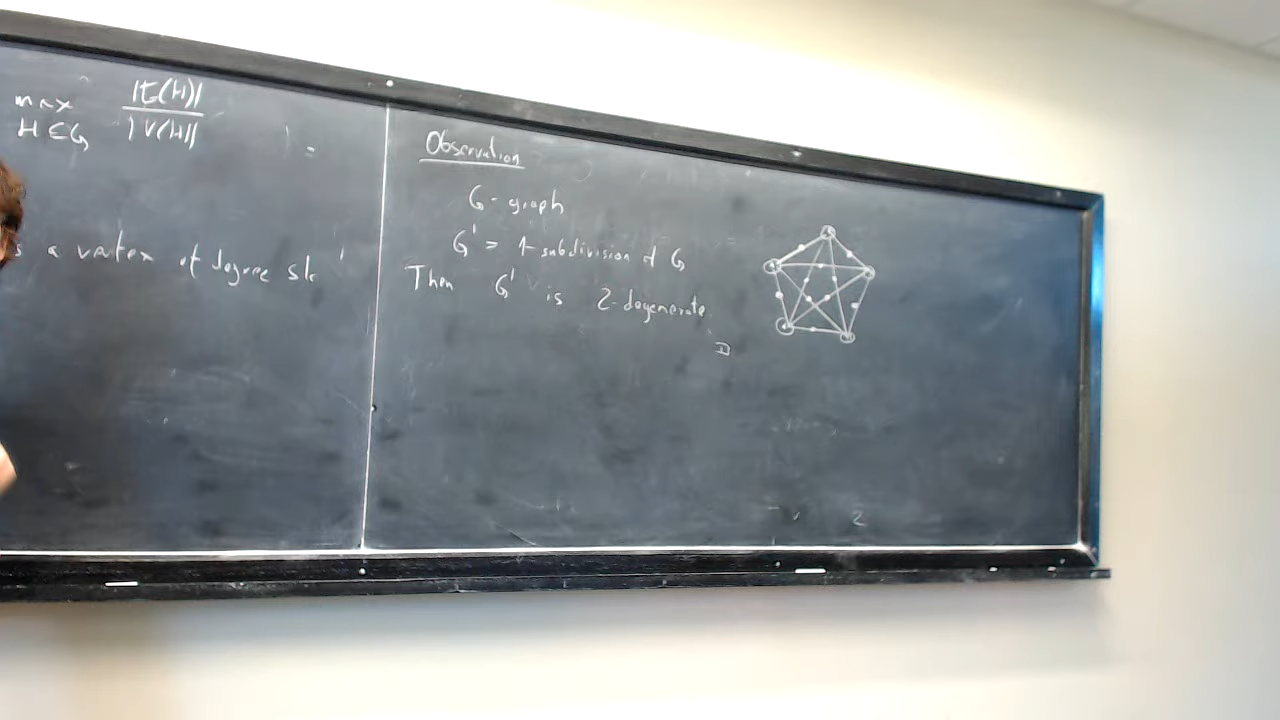 max |E(H)|
H⊆G |V(H)|
) =
s a vertex of degree ≤k
Observation
G - graph
G' = 1-subdivision of G
Then G' is 2-degenerate